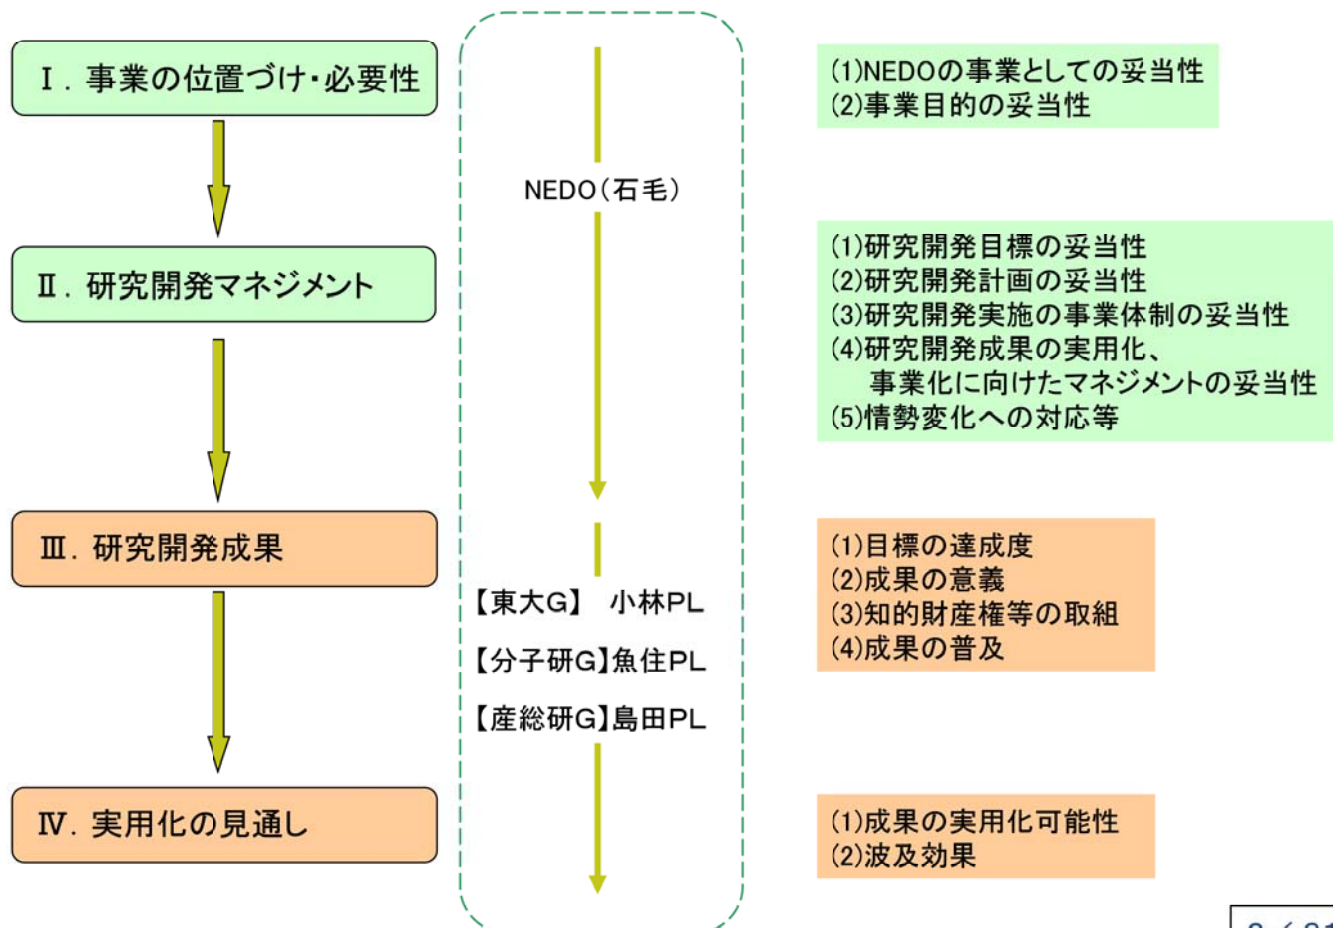 Ⅰ. 事業の位置づけ・必要性
(1)NEDOの事業としての妥当性
(2)事業目的の妥当性
NEDO(石毛)
Ⅱ. 研究開発マネジメント
(1)研究開発目標の妥当性
(2)研究開発計画の妥当性
(3)研究開発実施の事業体制の妥当性
(4)研究開発成果の実用化、
事業化に向けたマネジメントの妥当性
(5)情勢変化への対応等
Ⅲ. 研究開発成果
【東大G】 小林PL
【分子研G】魚住PL
【産総研G】島田PL
(1)目標の達成度
(2)成果の意義
(3)知的財産権等の取組
(4)成果の普及
Ⅳ. 実用化の見通し
(1)成果の実用化可能性
(2)波及効果